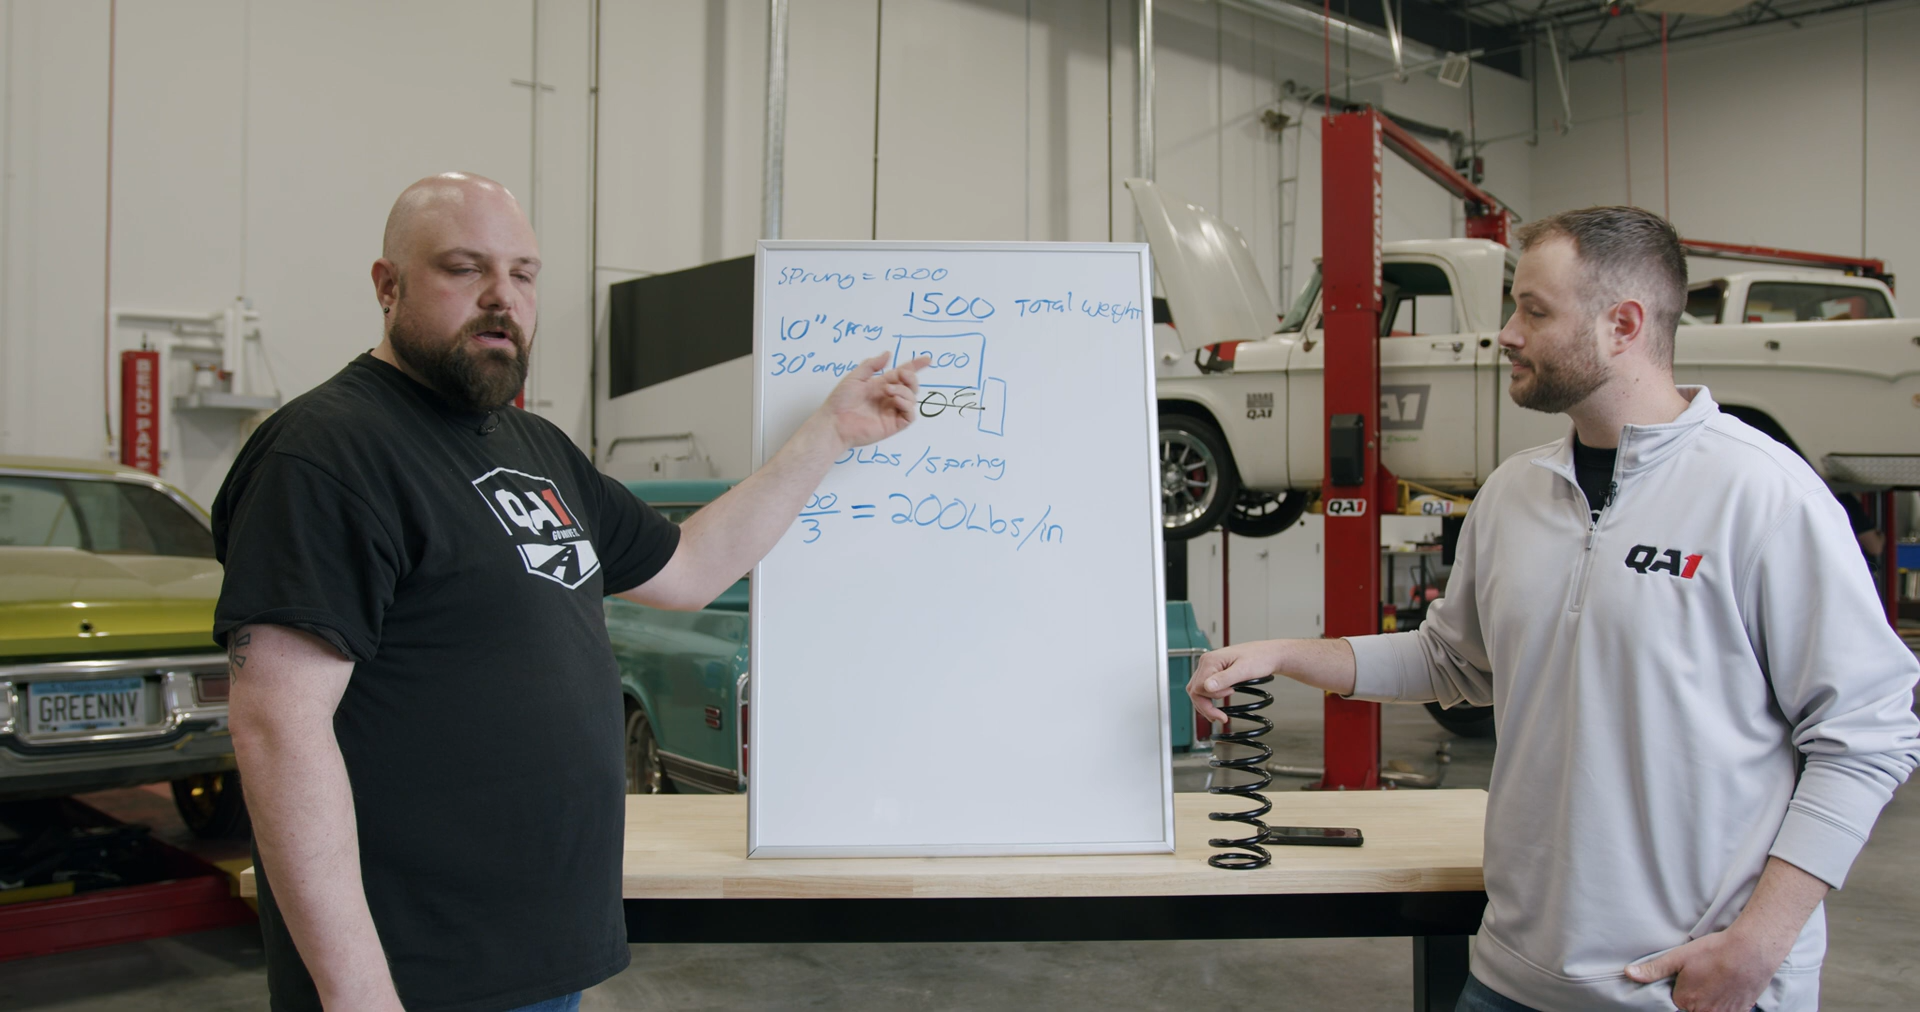 SPrung = 1200
1500 Total Weight
10" Spring
30° angle
1200
Lbs/spring
3 = 200Lbs/in
QA1
QA1
GREENNV
BEND PAK
QA1
QA1
QA1
QA1